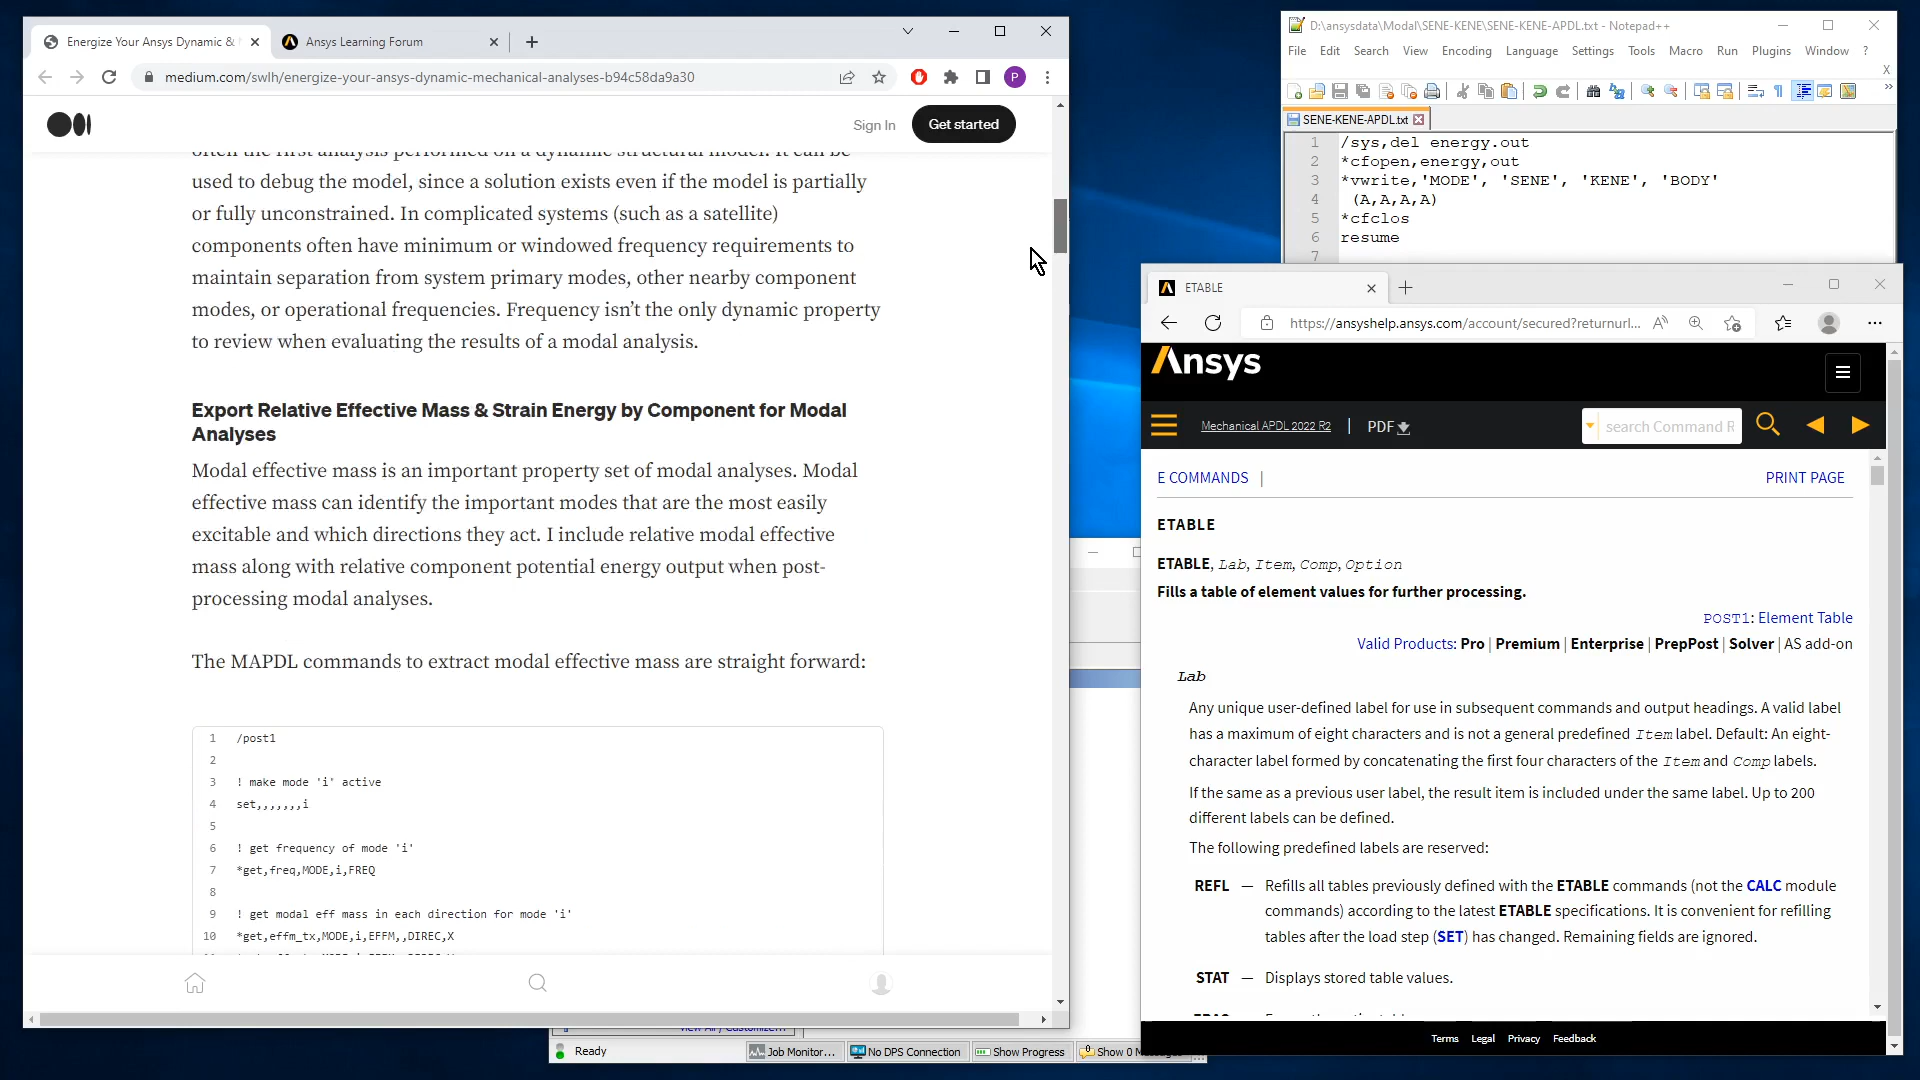 Energize Your Ansys Dynamic &
Ansys Learning Forum
medium.com/swlh/energize-your-ansys-dynamic-mechanical-analyses-b94c58da9a30
P
Sign In
Get started
often the first analysis performed on a dynamic structural model. It can be
used to debug the model, since a solution exists even if the model is partially
or fully unconstrained. In complicated systems (such as a satellite)
components often have minimum or windowed frequency requirements to
maintain separation from system primary modes, other nearby component
modes, or operational frequencies. Frequency isn't the only dynamic property
to review when evaluating the results of a modal analysis.
Export Relative Effective Mass & Strain Energy by Component for Modal
Analyses
Modal effective mass is an important property set of modal analyses. Modal
effective mass can identify the important modes that are the most easily
excitable and which directions they act. I include relative modal effective
mass along with relative component potential energy output when post-
processing modal analyses.
The MAPDL commands to extract modal effective mass are straight forward:
1 /post1
2
3 ! make mode 'i' active
4 set,,,,,,,i
5
6 ! get frequency of mode 'i'
7 *get,freq,MODE,i,FREQ
8
9 ! get modal eff mass in each direction for mode 'i'
10 *get,effm_tx,MODE,i,EFFM,,DIREC,X
View All / Customize...
Ready
Job Monitor...
No DPS Connection
Show Progress
Show 0
D:\ansysdata\Modal\SENE-KENE\SENE-KENE-APDL.txt - Notepad++
File Edit Search View Encoding Language Settings Tools Macro Run Plugins Window ?
X
SENE-KENE-APDL.txt
1 /sys,del energy.out
2 *cfopen,energy,out
3 *vwrite,'MODE', 'SENE', 'KENE', 'BODY'
4 (A,A,A,A)
5 *cfclos
6 resume
7
ETABLE
https://ansyshelp.ansys.com/account/secured?returnurl...
Ansys
Mechanical APDL 2022 R2 | PDF
search Command R
E COMMANDS |
PRINT PAGE
ETABLE
ETABLE, Lab, Item, Comp, Option
Fills a table of element values for further processing.
POST1: Element Table
Valid Products: Pro | Premium | Enterprise | PrepPost | Solver | AS add-on
Lab
Any unique user-defined label for use in subsequent commands and output headings. A valid label
has a maximum of eight characters and is not a general predefined Item label. Default: An eight-
character label formed by concatenating the first four characters of the Item and Comp labels.
If the same as a previous user label, the result item is included under the same label. Up to 200
different labels can be defined.
The following predefined labels are reserved:
REFL — Refills all tables previously defined with the ETABLE commands (not the CALC module
commands) according to the latest ETABLE specifications. It is convenient for refilling
tables after the load step (SET) has changed. Remaining fields are ignored.
STAT — Displays stored table values.
Terms Legal Privacy Feedback